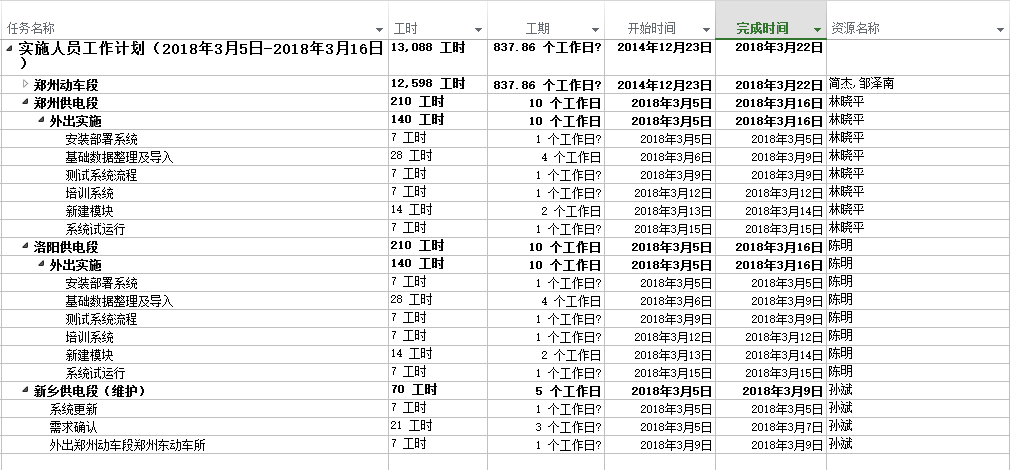 任务名称 工时 工期 开始时间 完成时间 资源名称
实施人员工作计划（2018年3月5日-2018年3月16日 13,088 工时 837.86 个工作日? 2014年12月23日 2018年3月22日
）
郑州动车段 12,598 工时 837.86 个工作日? 2014年12月23日 2018年3月22日 简杰,邹泽南
郑州供电段 210 工时 10 个工作日 2018年3月5日 2018年3月16日 林晓平
外出实施 140 工时 10 个工作日 2018年3月5日 2018年3月16日 林晓平
安装部署系统 7 工时 1 个工作日? 2018年3月5日 2018年3月5日 林晓平
基础数据整理及导入 28 工时 4 个工作日 2018年3月6日 2018年3月9日 林晓平
测试系统流程 7 工时 1 个工作日? 2018年3月9日 2018年3月9日 林晓平
培训系统 7 工时 1 个工作日? 2018年3月12日 2018年3月12日 林晓平
新建模块 14 工时 2 个工作日 2018年3月13日 2018年3月14日 林晓平
系统试运行 7 工时 1 个工作日? 2018年3月15日 2018年3月15日 林晓平
洛阳供电段 210 工时 10 个工作日 2018年3月5日 2018年3月16日 陈明
外出实施 140 工时 10 个工作日 2018年3月5日 2018年3月16日 陈明
安装部署系统 7 工时 1 个工作日? 2018年3月5日 2018年3月5日 陈明
基础数据整理及导入 28 工时 4 个工作日 2018年3月6日 2018年3月9日 陈明
测试系统流程 7 工时 1 个工作日? 2018年3月9日 2018年3月9日 陈明
培训系统 7 工时 1 个工作日? 2018年3月12日 2018年3月12日 陈明
新建模块 14 工时 2 个工作日 2018年3月13日 2018年3月14日 陈明
系统试运行 7 工时 1 个工作日? 2018年3月15日 2018年3月15日 陈明
新乡供电段（维护） 70 工时 5 个工作日 2018年3月5日 2018年3月9日 孙斌
系统更新 7 工时 1 个工作日? 2018年3月5日 2018年3月5日 孙斌
需求确认 21 工时 3 个工作日? 2018年3月5日 2018年3月7日 孙斌
外出郑州动车段郑州东动车所 7 工时 1 个工作日? 2018年3月9日 2018年3月9日 孙斌